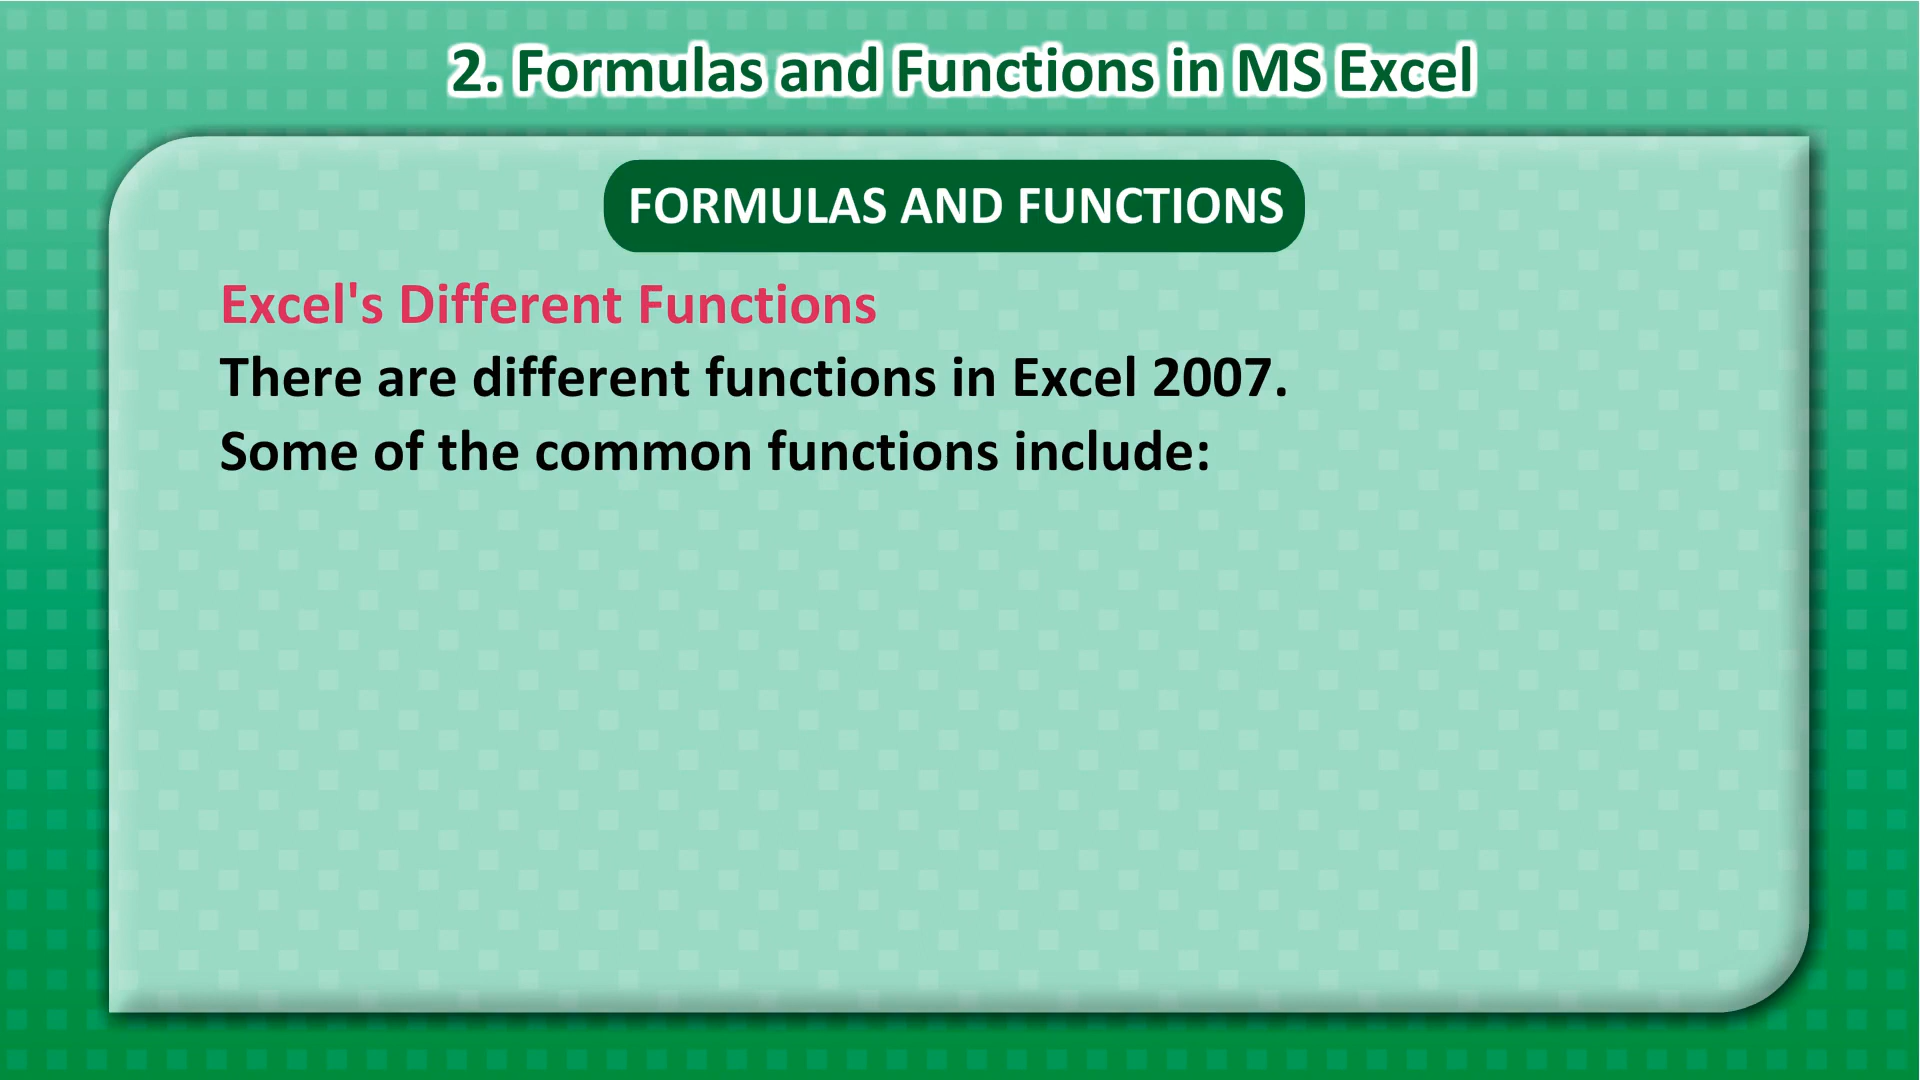 2. Formulas and Functions in MS Excel
FORMULAS AND FUNCTIONS
Excel's Different Functions
There are different functions in Excel 2007.
Some of the common functions include: